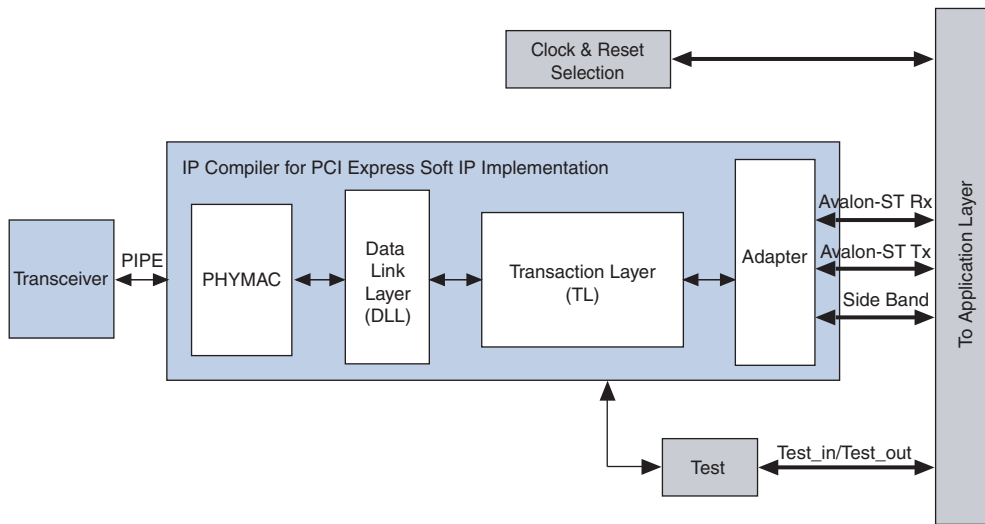 Clock & Reset
Selection
IP Compiler for PCI Express Soft IP Implementation
Transceiver
PIPE
PHYMAC
Data
Link
Layer
(DLL)
Transaction Layer
(TL)
Adapter
Avalon-ST Rx
Avalon-ST Tx
Side Band
To Application Layer
Test
Test_in/Test_out